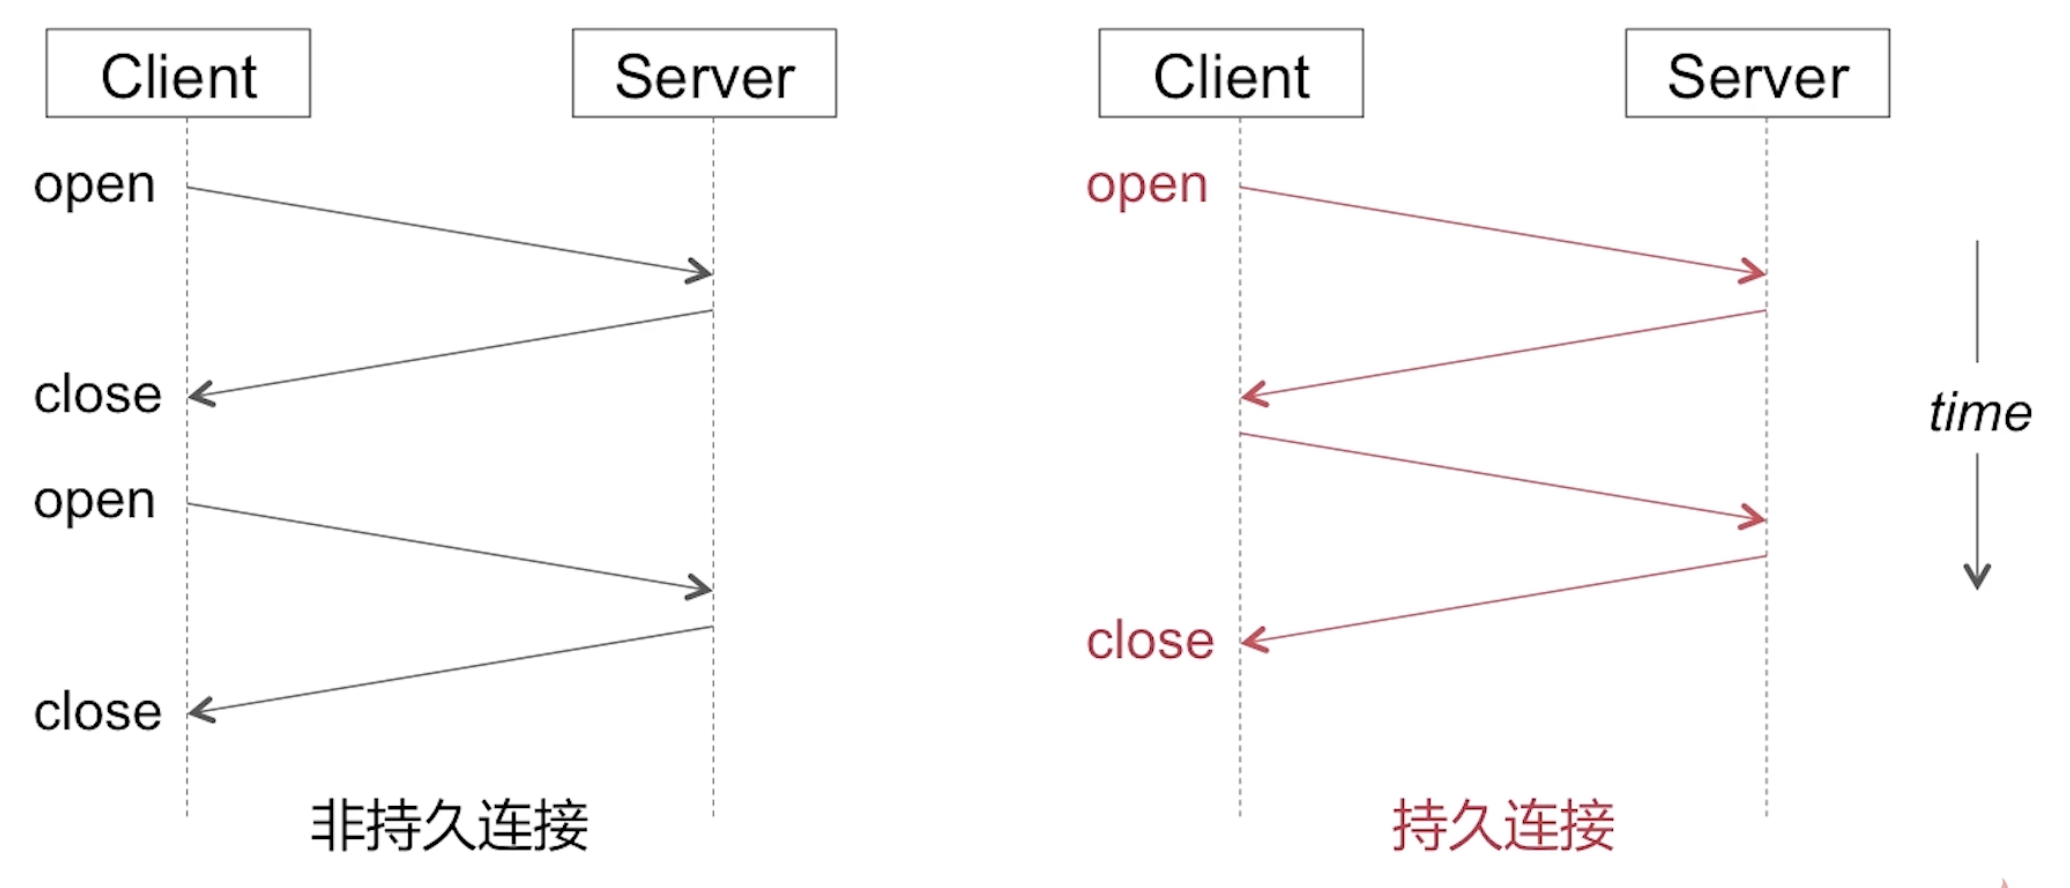 Client
Server
open
close
open
close
非持久连接
Client
Server
open
close
持久连接
time